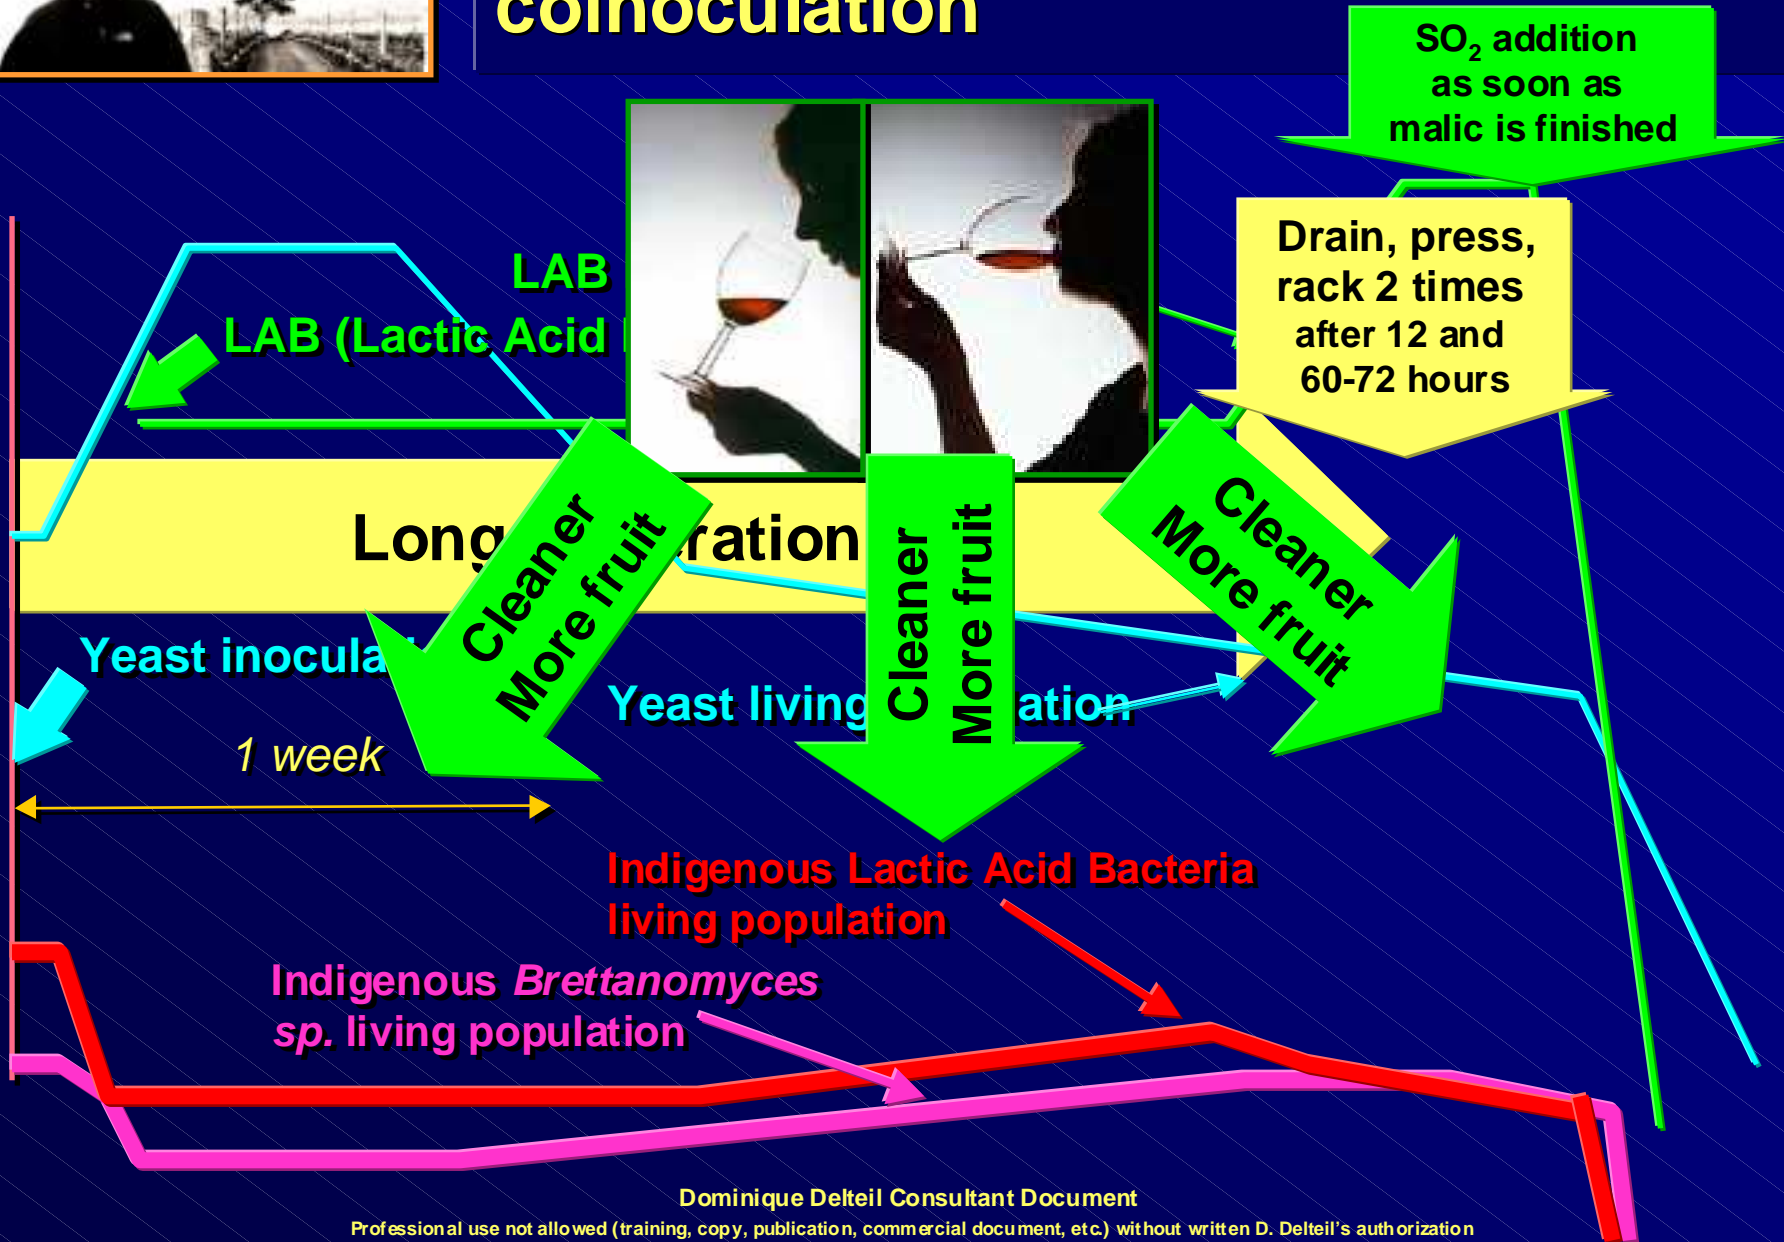 coinoculation
SO2 addition
as soon as
malic is finished
Drain, press,
rack 2 times
after 12 and
60-72 hours
LAB
LAB (Lactic Acid
Long
Cleaner
More fruit
Cleaner
More fruit
Cleaner
More fruit
Yeast
Yeast living
1 week
Indigenous Lactic Acid Bacteria
living population
Indigenous Brettanomyces
sp. living population
Dominique Delteil Consultant Document
Professional use not allowed (training, copy, publication, commercial document, etc.) without written D. Delteil's authorization